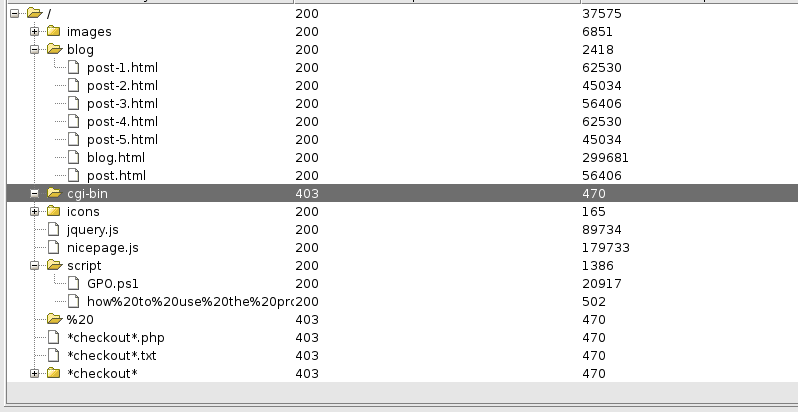 / 200 37575
images 200 6851
blog 200 2418
post-1.html 200 62530
post-2.html 200 45034
post-3.html 200 56406
post-4.html 200 62530
post-5.html 200 45034
blog.html 200 299681
post.html 200 56406
cgi-bin 403 470
icons 200 165
jquery.js 200 89734
nicepage.js 200 179733
script 200 1386
GPO.ps1 200 20917
how%20to%20use%20the%20pro 200 502
%20 403 470
*checkout*.php 403 470
*checkout*.txt 403 470
*checkout* 403 470